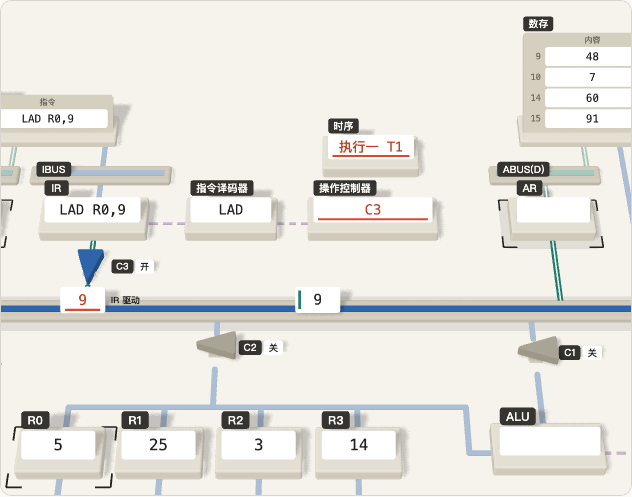 数存
内容
9 48
10 7
14 60
15 91
指令
LAD R0,9
时序
执行一 T1
IBUS
ABUS(D)
IR
LAD R0,9
指令译码器
LAD
操作控制器
C3
AR
C3 开
9 IR 驱动
9
C2 关
C1 关
R0
5
R1
25
R2
3
R3
14
ALU